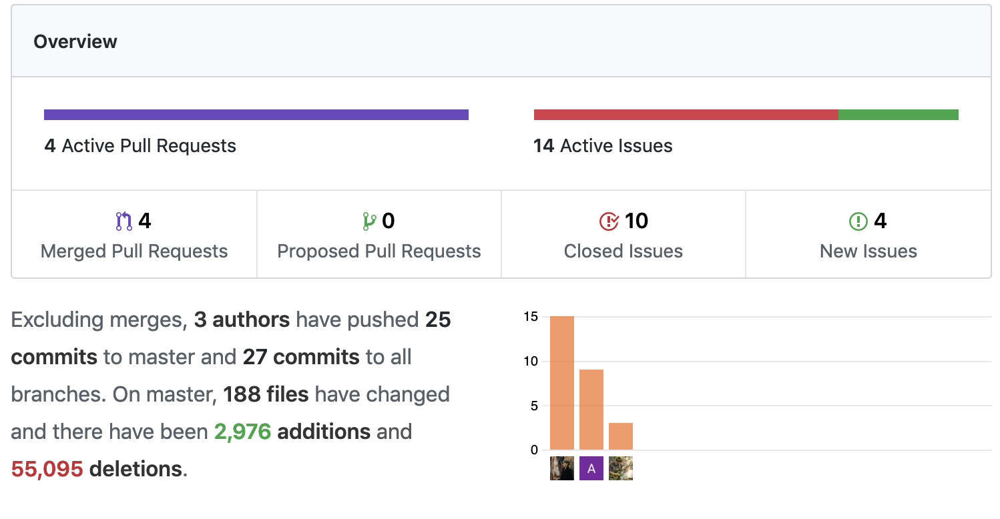 Overview
4 Active Pull Requests
14 Active Issues
4
Merged Pull Requests
0
Proposed Pull Requests
10
Closed Issues
4
New Issues
Excluding merges, 3 authors have pushed 25
commits to master and 27 commits to all
branches. On master, 188 files have changed
and there have been 2,976 additions and
55,095 deletions.
15
10
5
0
A